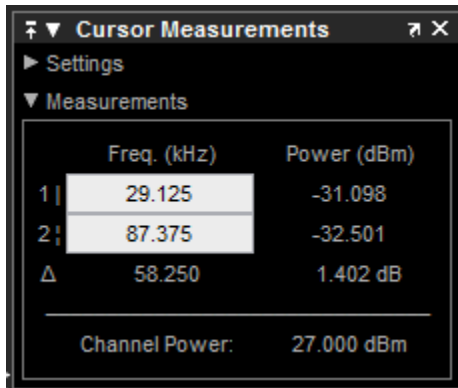 Cursor Measurements
Settings
Measurements
Freq. (kHz) Power (dBm)
1 29.125 -31.098
2 87.375 -32.501
Δ 58.250 1.402 dB
Channel Power: 27.000 dBm